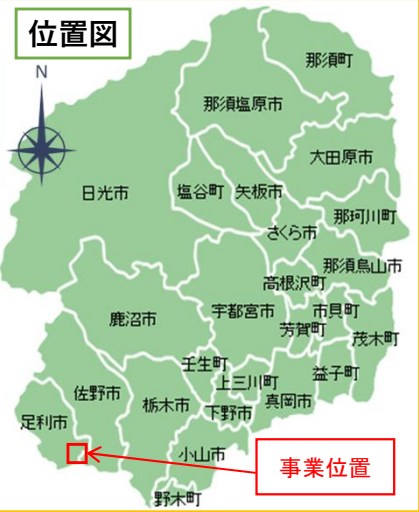 位置図
N
那須町
那須塩原市
大田原市
日光市
塩谷町
矢板市
那珂川町
さくら市
那須烏山市
高根沢町
宇都宮市
市貝町
鹿沼市
芳賀町
茂木町
壬生町
上三川町
益子町
佐野市
栃木市
下野市
真岡市
足利市
小山市
事業位置
野木町